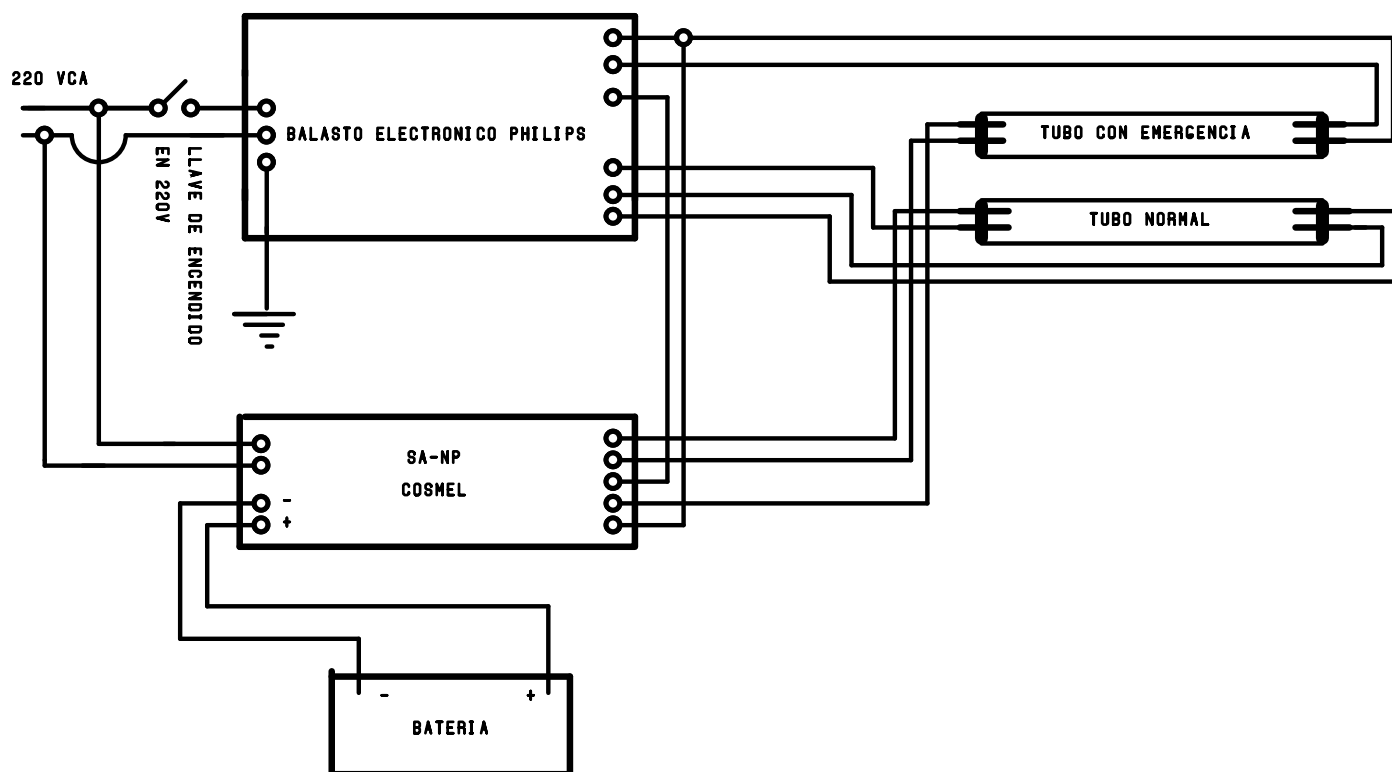 220 VCA
BALASTO ELECTRONICO PHILIPS
LLAVE DE ENCENDIDO
EN 220V
TUBO CON EMERGENCIA
TUBO NORMAL
SA-NP
COSMEL
-
+
- +
BATERIA